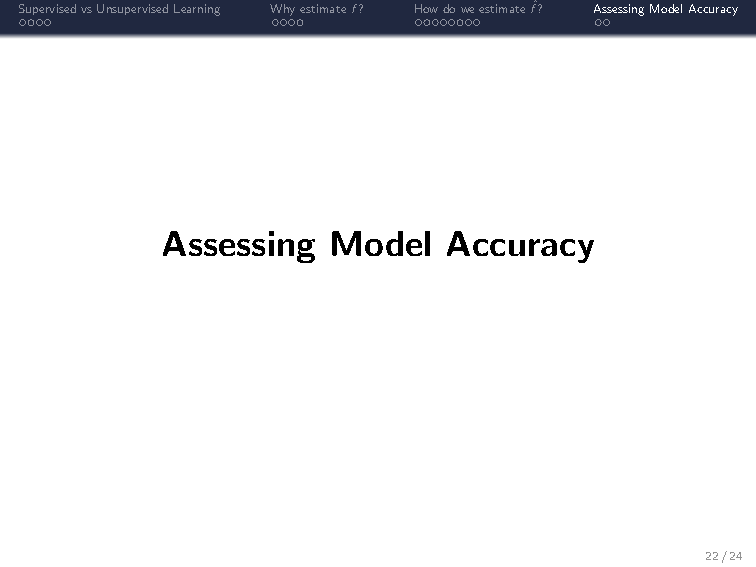 Supervised vs Unsupervised Learning Why estimate f? How do we estimate f̂? Assessing Model Accuracy
Assessing Model Accuracy
22 / 24